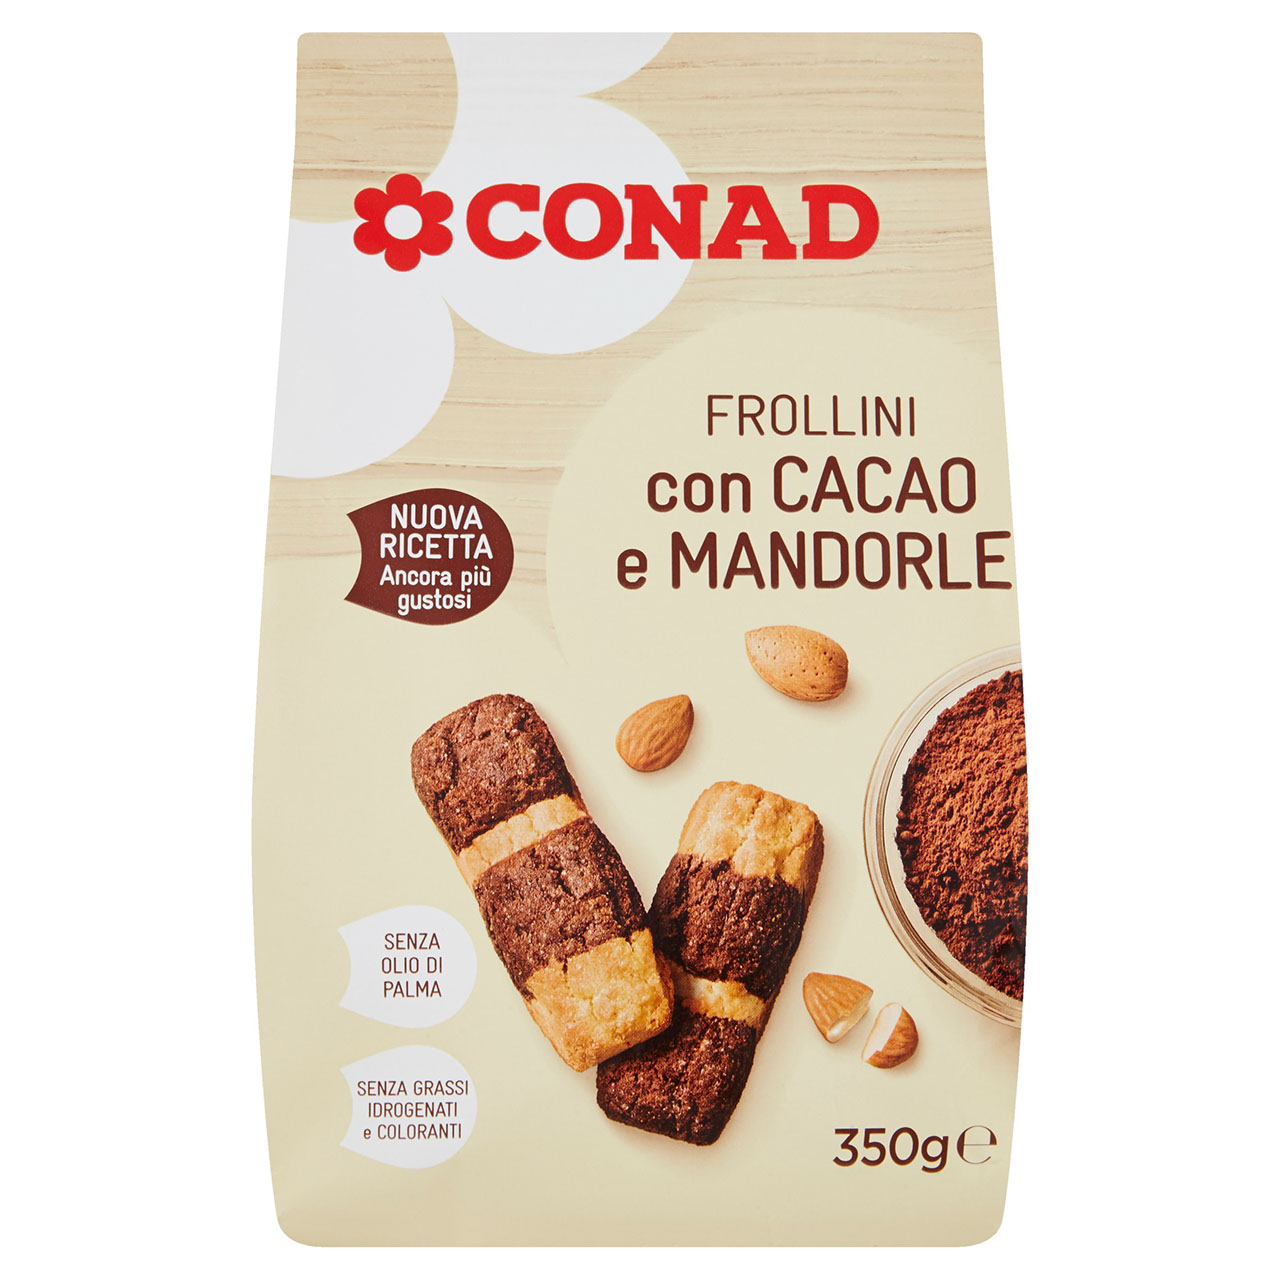 CONAD
FROLLINI
con CACAO
e MANDORLE
NUOVA
RICETTA
Ancora più
gustosi
SENZA
OLIO DI
PALMA
SENZA GRASSI
IDROGENATI
e COLORANTI
350g℮